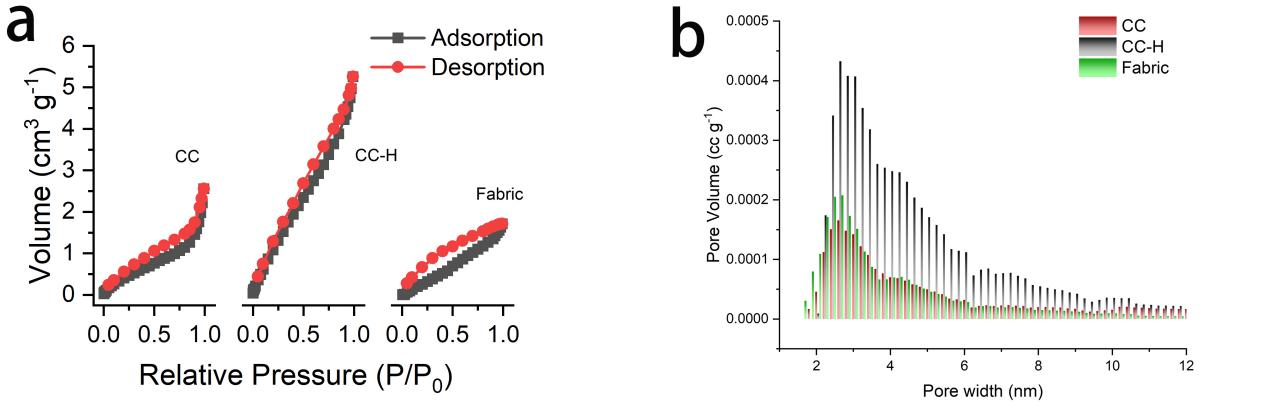 a
Adsorption
Desorption
Volume (cm³ g⁻¹)
6
5
4
3
2
1
0
CC
CC-H
Fabric
0.0 0.5 1.0 0.0 0.5 1.0 0.0 0.5 1.0
Relative Pressure (P/P₀)
b
CC
CC-H
Fabric
Pore Volume (cc g⁻¹)
0.0005
0.0004
0.0003
0.0002
0.0001
0.0000
2 4 6 8 10 12
Pore width (nm)